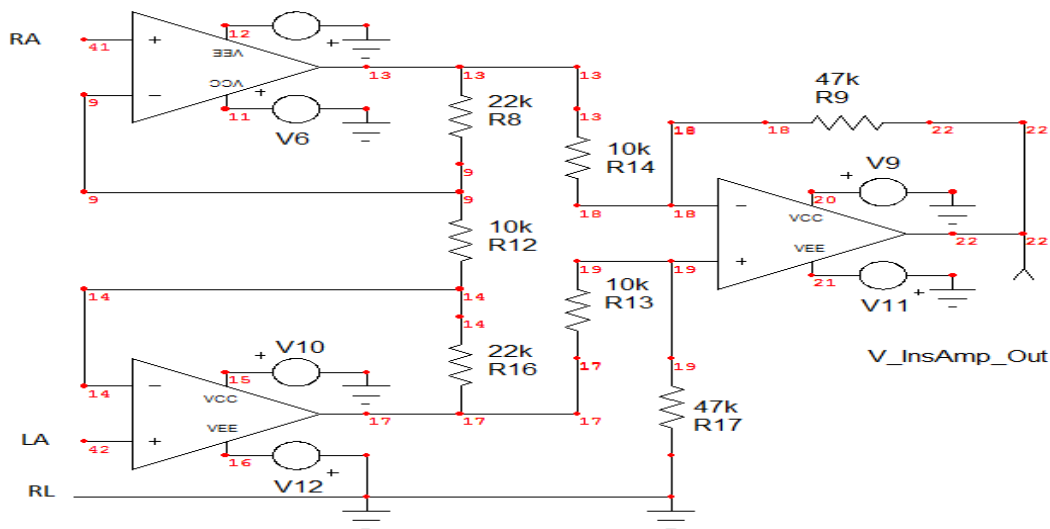 RA
41
12
+
+
VEE
VCC
−
+
9
11
V6
13
13
13
13
22k
R8
9
9
9
10k
R14
18
18
18
18
47k
R9
22
22
V9
+
20
−
VCC
VEE
+
22
22
21
V11
+
V_InsAmp_Out
10k
R12
14
14
14
19
19
10k
R13
17
19
22k
R16
47k
R17
V10
+
15
14
−
VCC
VEE
+
17
17
17
LA
42
16
V12
+
RL